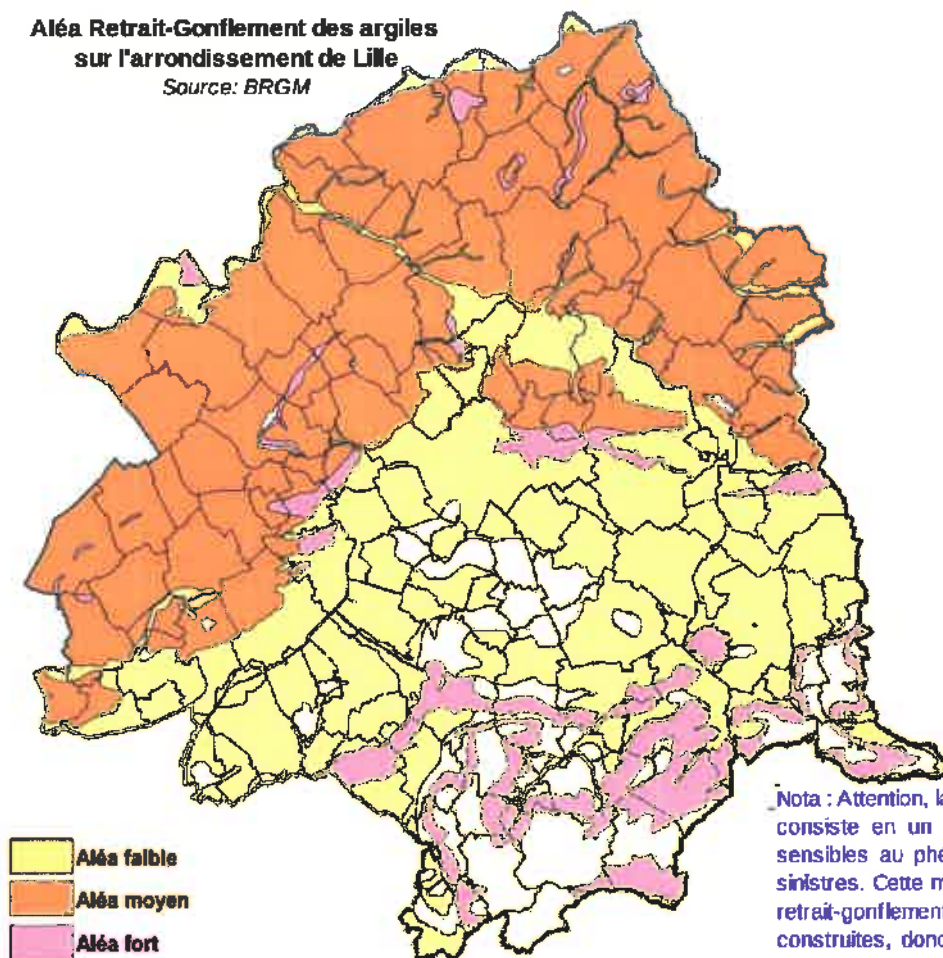 Aléa Retrait-Gonflement des argiles
sur l'arrondissement de Lille
Source: BRGM
Nota : Attention, l
consiste en un
sensibles au phé
sinistres. Cette m
retrait-gonflement
construites, donc
Aléa faible
Aléa moyen
Aléa fort